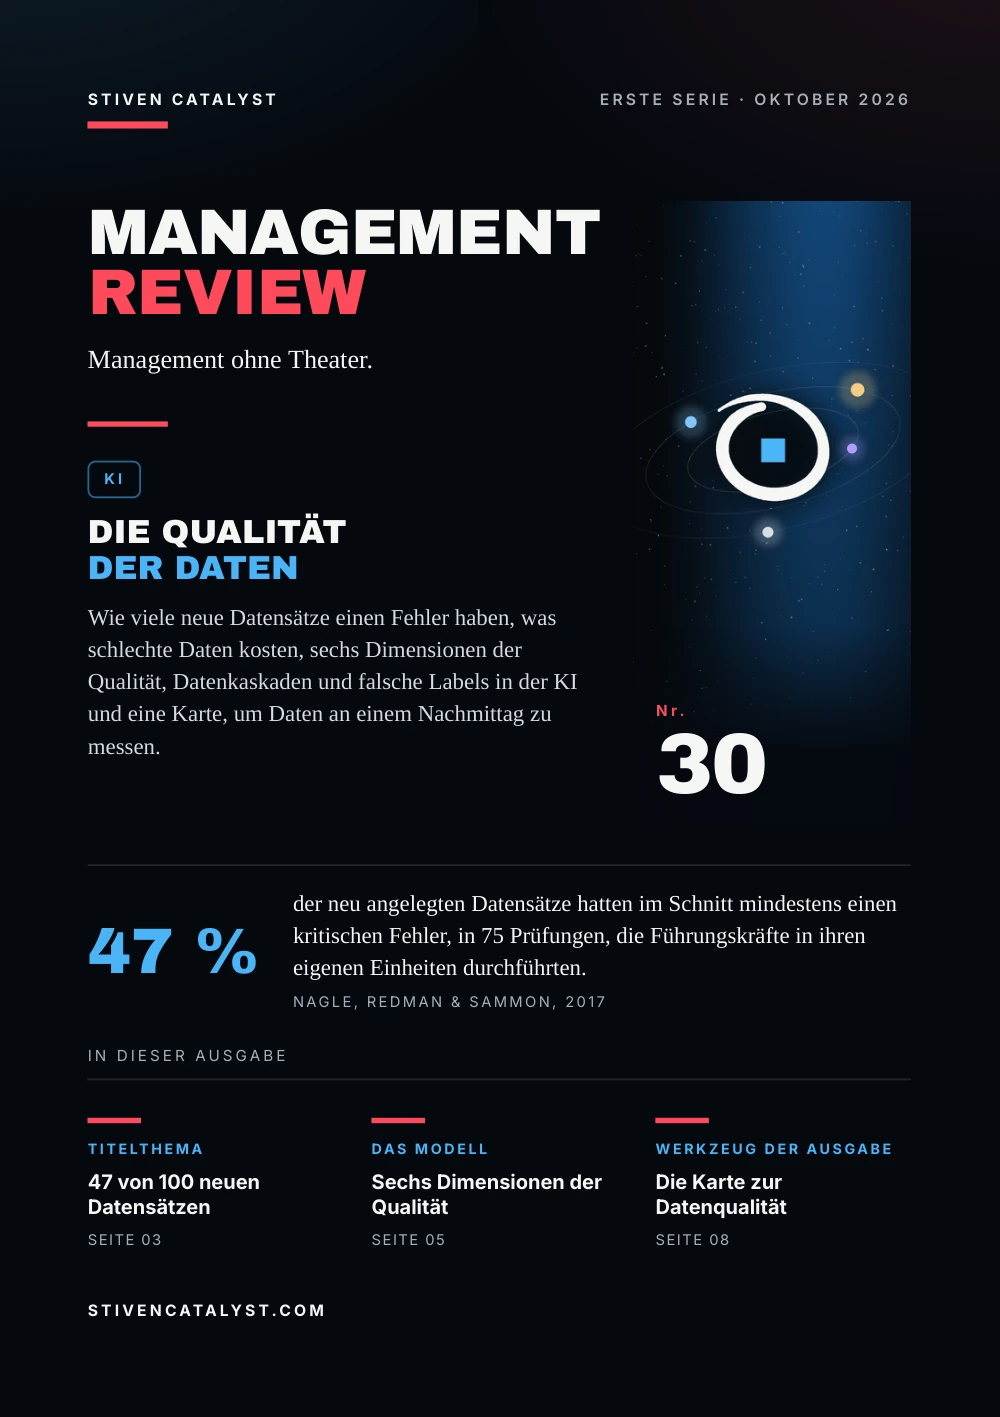 STIVEN CATALYST
ERSTE SERIE · OKTOBER 2026
MANAGEMENT
REVIEW
Management ohne Theater.
KI
DIE QUALITÄT
DER DATEN
Wie viele neue Datensätze einen Fehler haben, was
schlechte Daten kosten, sechs Dimensionen der
Qualität, Datenkaskaden und falsche Labels in der KI
und eine Karte, um Daten an einem Nachmittag zu
messen.
Nr.
30
47 %
der neu angelegten Datensätze hatten im Schnitt mindestens einen
kritischen Fehler, in 75 Prüfungen, die Führungskräfte in ihren
eigenen Einheiten durchführten.
NAGLE, REDMAN & SAMMON, 2017
IN DIESER AUSGABE
TITELTHEMA
47 von 100 neuen
Datensätzen
SEITE 03
DAS MODELL
Sechs Dimensionen der
Qualität
SEITE 05
WERKZEUG DER AUSGABE
Die Karte zur
Datenqualität
SEITE 08
STIVENCATALYST.COM